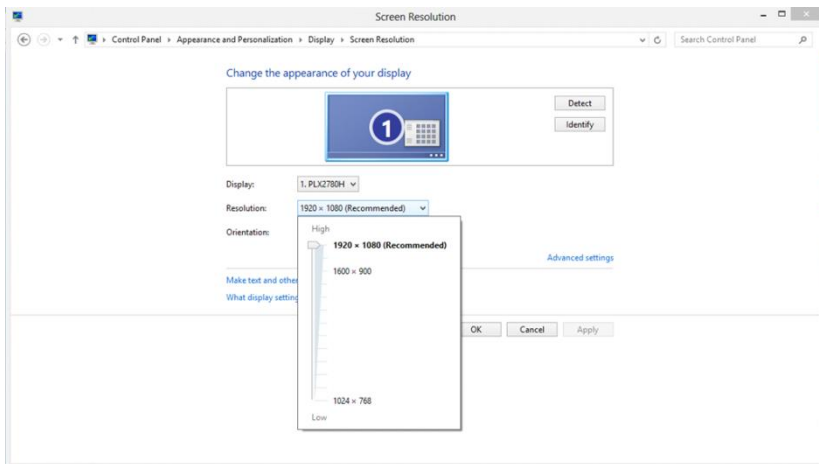 Screen Resolution
Control Panel Appearance and Personalization Display Screen Resolution
Search Control Panel
Change the appearance of your display
1
Detect
Identify
Display: 1. PLX2780H
Resolution: 1920 × 1080 (Recommended)
Orientation:
High
1920 × 1080 (Recommended)
1600 × 900
1024 × 768
Low
Advanced settings
Make text and other
What display setting
OK Cancel Apply